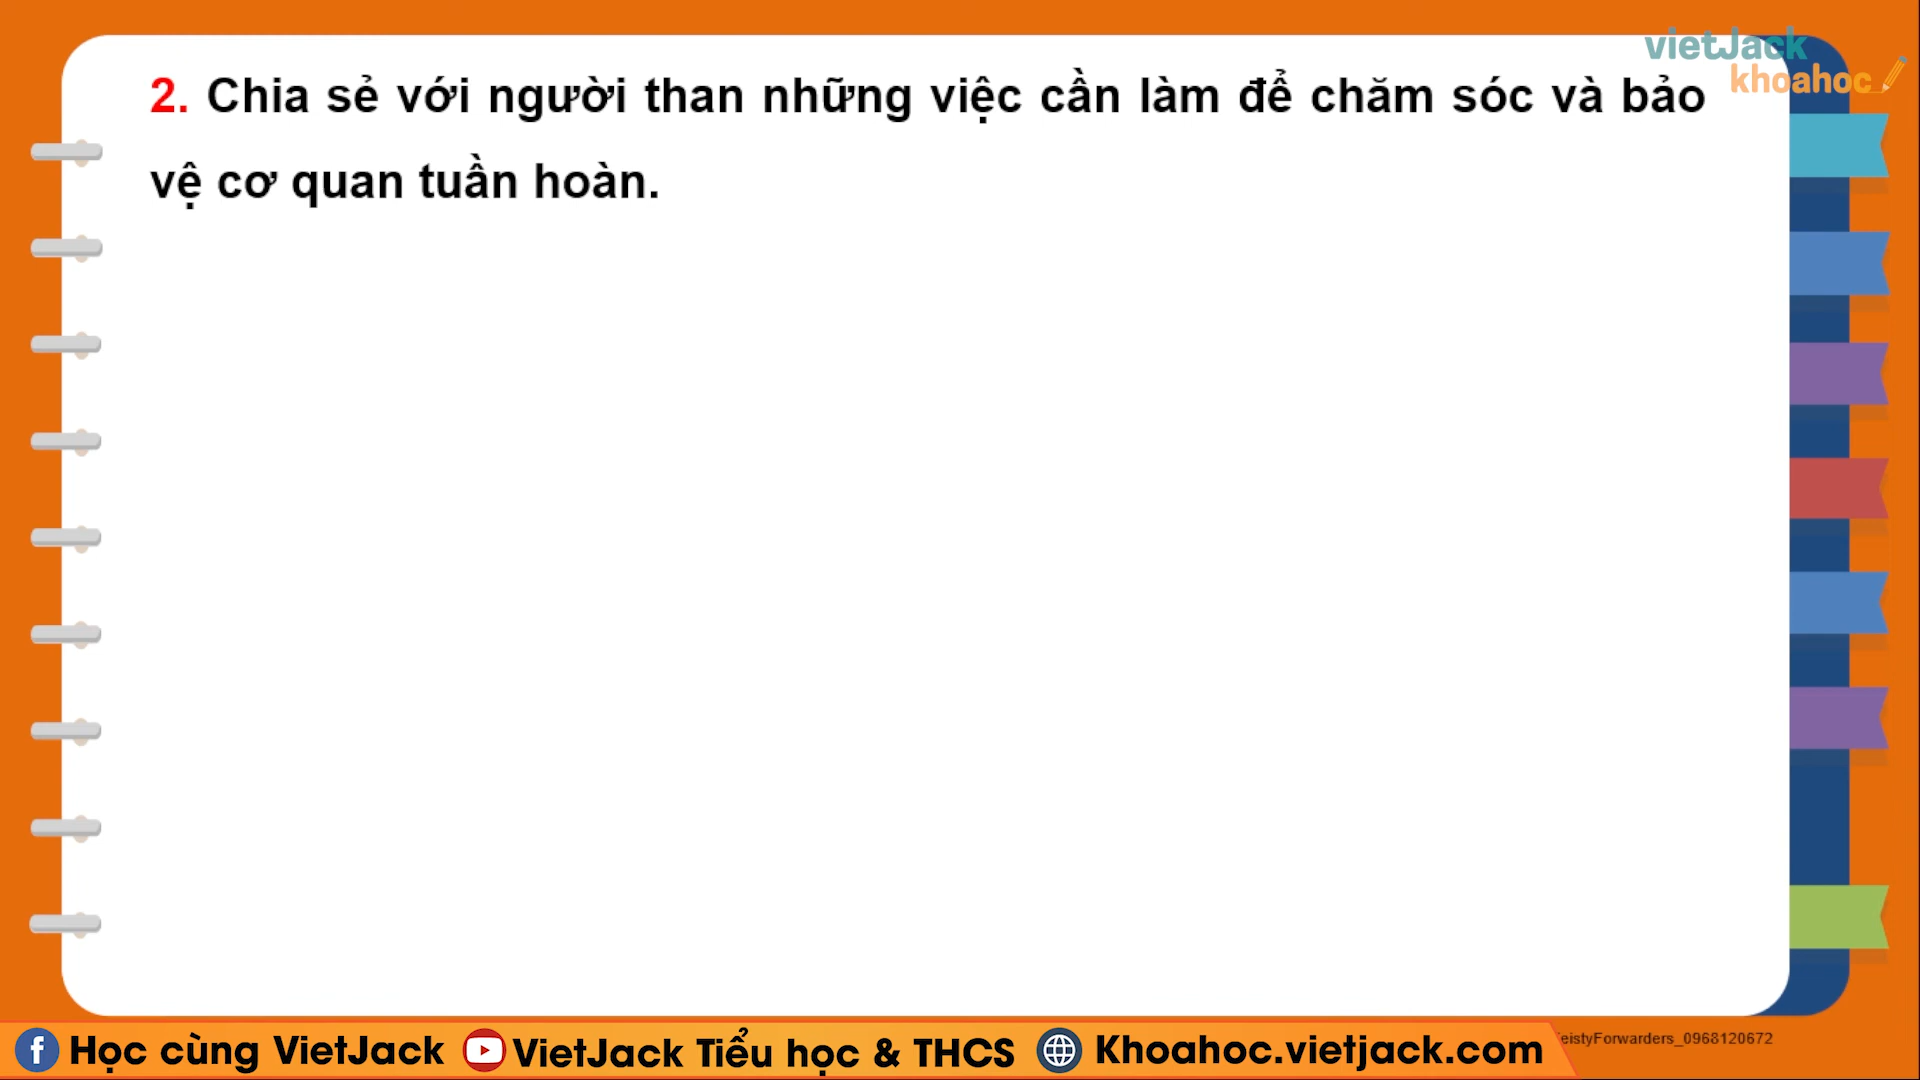 vietJack
khoahoc
2. Chia sẻ với người than những việc cần làm để chăm sóc và bảo
vệ cơ quan tuần hoàn.
Học cùng VietJack
VietJack Tiểu học & THCS
Khoahoc.vietjack.com
eistyForwarders_0968120672